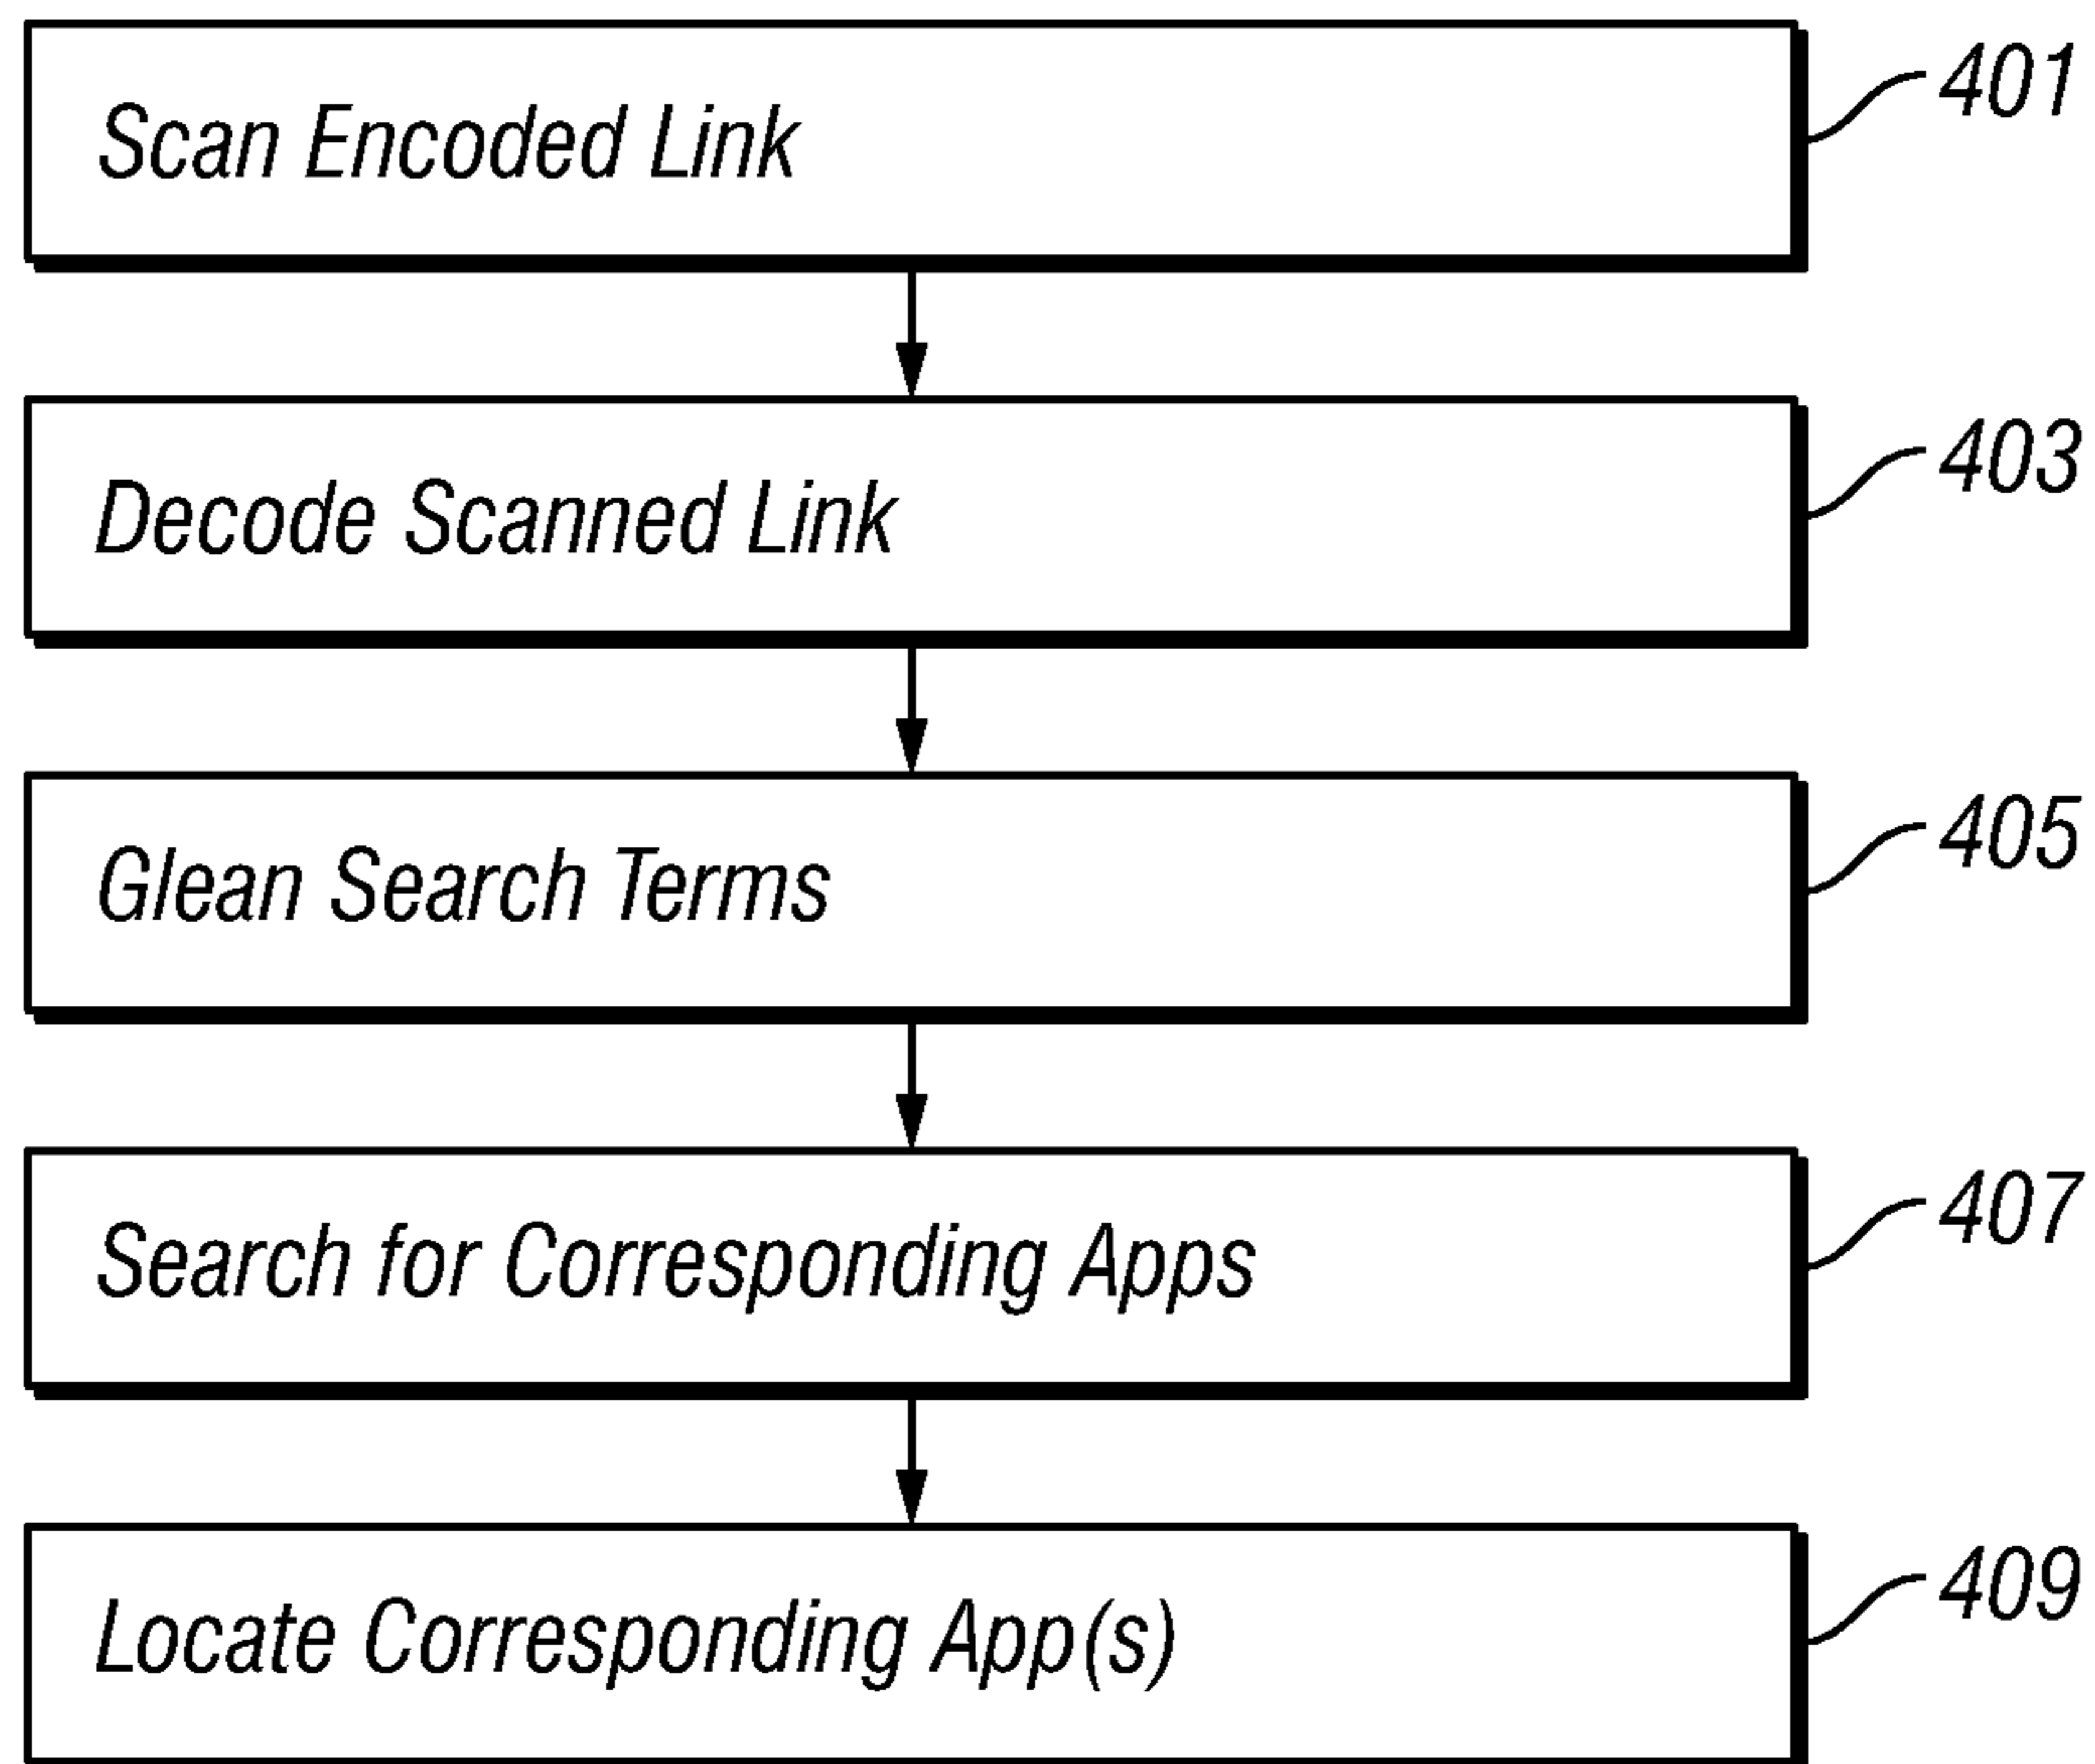 Scan Encoded Link
401
Decode Scanned Link
403
Glean Search Terms
405
Search for Corresponding Apps
407
Locate Corresponding App(s)
409